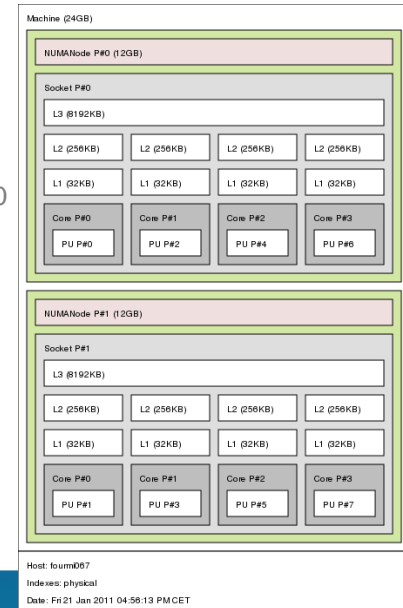 Machine (24GB)
NUMANode P#0 (12GB)
Socket P#0
L3 (8192KB)
L2 (256KB) L2 (256KB) L2 (256KB) L2 (256KB)
L1 (32KB) L1 (32KB) L1 (32KB) L1 (32KB)
0
Core P#0 Core P#1 Core P#2 Core P#3
PU P#0 PU P#2 PU P#4 PU P#6
NUMANode P#1 (12GB)
Socket P#1
L3 (8192KB)
L2 (256KB) L2 (256KB) L2 (256KB) L2 (256KB)
L1 (32KB) L1 (32KB) L1 (32KB) L1 (32KB)
Core P#0 Core P#1 Core P#2 Core P#3
PU P#1 PU P#3 PU P#5 PU P#7
Host: fourmi067
Indexes: physical
Date: Fri 21 Jan 2011 04:56:13 PM CET